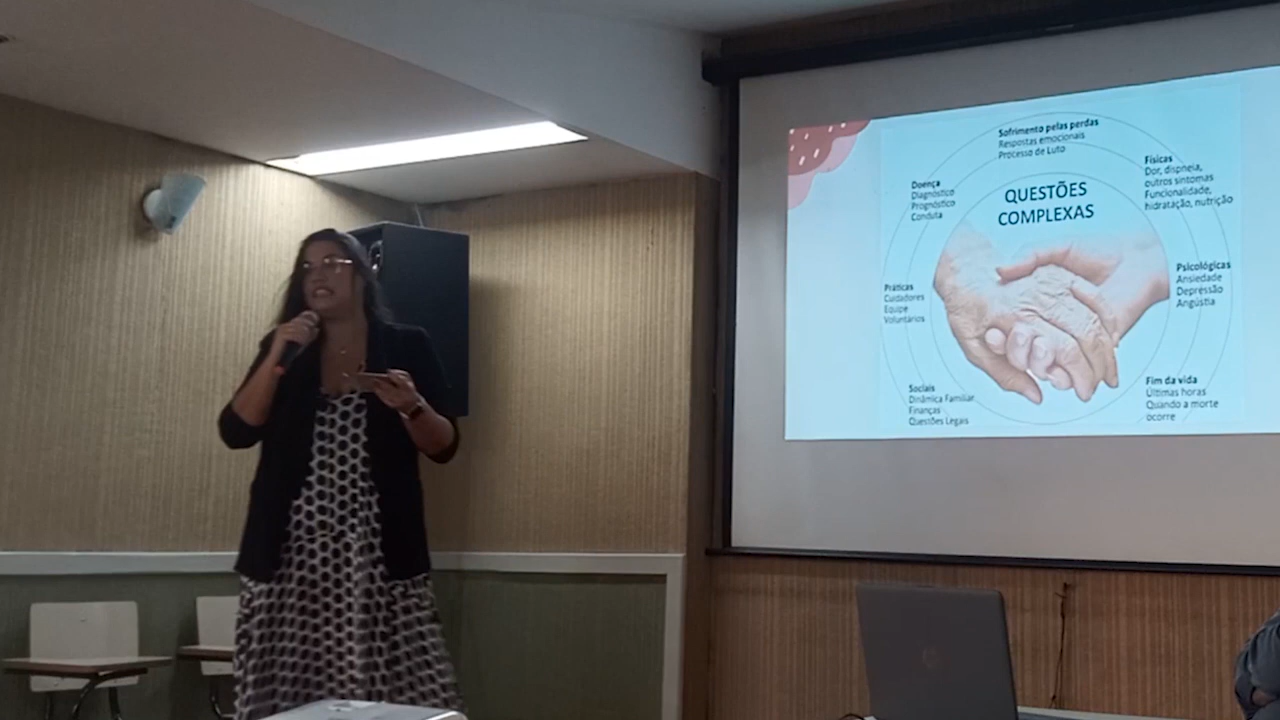 Sofrimento pelas perdas
Respostas emocionais
Processo de Luto
Físicas
Dor, dispneia,
outros sintomas
Funcionalidade,
hidratação, nutrição
Doença
Diagnóstico
Prognóstico
Conduta
QUESTÕES
COMPLEXAS
Psicológicas
Ansiedade
Depressão
Angústia
Práticas
Cuidadores
Equipe
Voluntários
Sociais
Dinâmica Familiar
Finanças
Questões Legais
Fim da vida
Últimas horas
Quando a morte
ocorre